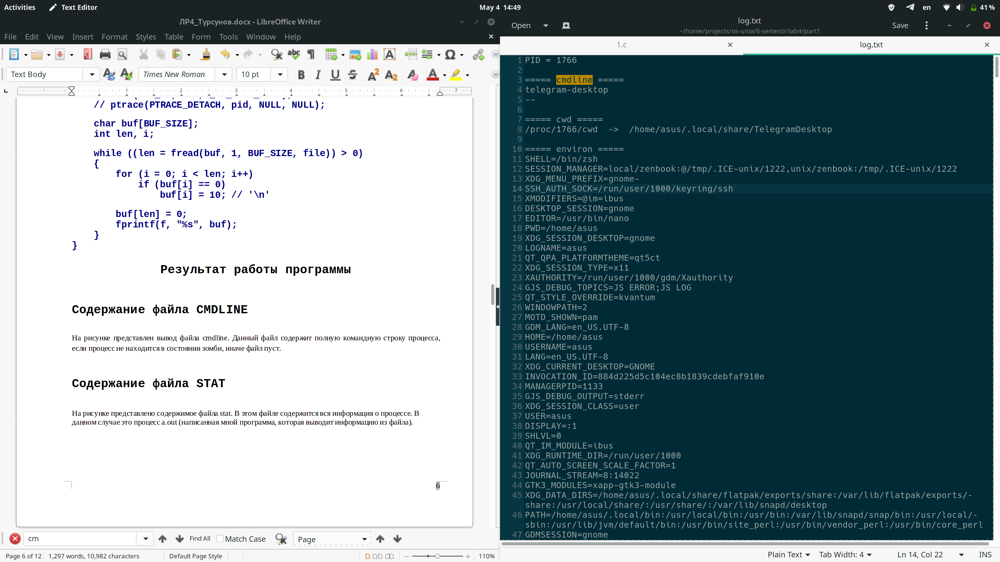 Activities Text Editor May 4 14:49 en 41%
ЛР4_Турсунов.docx - LibreOffice Writer
File Edit View Insert Format Styles Table Form Tools Window Help
Text Body Times New Roman 10 pt
1 2 3 4 5 6 7
// ptrace(PTRACE_DETACH, pid, NULL, NULL);
char buf[BUF_SIZE];
int len, i;
while ((len = fread(buf, 1, BUF_SIZE, file)) > 0)
{
for (i = 0; i < len; i++)
if (buf[i] == 0)
buf[i] = 10; // '\n'
buf[len] = 0;
fprintf(f, "%s", buf);
}
}
Результат работы программы
Содержание файла CMDLINE
На рисунке представлен вывод файла cmdline. Данный файл содержит полную командную строку процесса,
если процесс не находится в состоянии зомби, иначе файл пуст.
Содержание файла STAT
На рисунке представлено содержимое файла stat. В этом файле содержится вся информация о процессе. В
данном случае это процесс a.out (написанная мной программа, которая выводит информацию из файла).
6
cm Find All Match Case Page
Page 6 of 12 1,297 words, 10,982 characters Default Page Style 110%
Open log.txt Save
~/home/projects/os-unix/6-semestr/lab4/part1
1.c log.txt
1 PID = 1766
2
3 ===== cmdline =====
4 telegram-desktop
5 --
6
7 ===== cwd =====
8 /proc/1766/cwd -> /home/asus/.local/share/TelegramDesktop
9
10 ===== environ =====
11 SHELL=/bin/zsh
12 SESSION_MANAGER=local/zenbook:@/tmp/.ICE-unix/1222,unix/zenbook:/tmp/.ICE-unix/1222
13 XDG_MENU_PREFIX=gnome-
14 SSH_AUTH_SOCK=/run/user/1000/keyring/ssh
15 XMODIFIERS=@im=ibus
16 DESKTOP_SESSION=gnome
17 EDITOR=/usr/bin/nano
18 PWD=/home/asus
19 XDG_SESSION_DESKTOP=gnome
20 LOGNAME=asus
21 QT_QPA_PLATFORMTHEME=qt5ct
22 XDG_SESSION_TYPE=x11
23 XAUTHORITY=/run/user/1000/gdm/Xauthority
24 GJS_DEBUG_TOPICS=JS ERROR;JS LOG
25 QT_STYLE_OVERRIDE=kvantum
26 WINDOWPATH=2
27 MOTD_SHOWN=pam
28 GDM_LANG=en_US.UTF-8
29 HOME=/home/asus
30 USERNAME=asus
31 LANG=en_US.UTF-8
32 XDG_CURRENT_DESKTOP=GNOME
33 INVOCATION_ID=884d225d5c104ec8b1839cdebfaf910e
34 MANAGERPID=1133
35 GJS_DEBUG_OUTPUT=stderr
36 XDG_SESSION_CLASS=user
37 USER=asus
38 DISPLAY=:1
39 SHLVL=0
40 QT_IM_MODULE=ibus
41 XDG_RUNTIME_DIR=/run/user/1000
42 QT_AUTO_SCREEN_SCALE_FACTOR=1
43 JOURNAL_STREAM=8:14022
44 GTK3_MODULES=xapp-gtk3-module
45 XDG_DATA_DIRS=/home/asus/.local/share/flatpak/exports/share:/var/lib/flatpak/exports/-
share:/usr/local/share/:/usr/share/:/var/lib/snapd/desktop
46 PATH=/home/asus/.local/bin:/usr/local/bin:/usr/bin:/var/lib/snapd/snap/bin:/usr/local/-
sbin:/usr/lib/jvm/default/bin:/usr/bin/site_perl:/usr/bin/vendor_perl:/usr/bin/core_perl
47 GDMSESSION=gnome
Plain Text Tab Width: 4 Ln 14, Col 22 INS